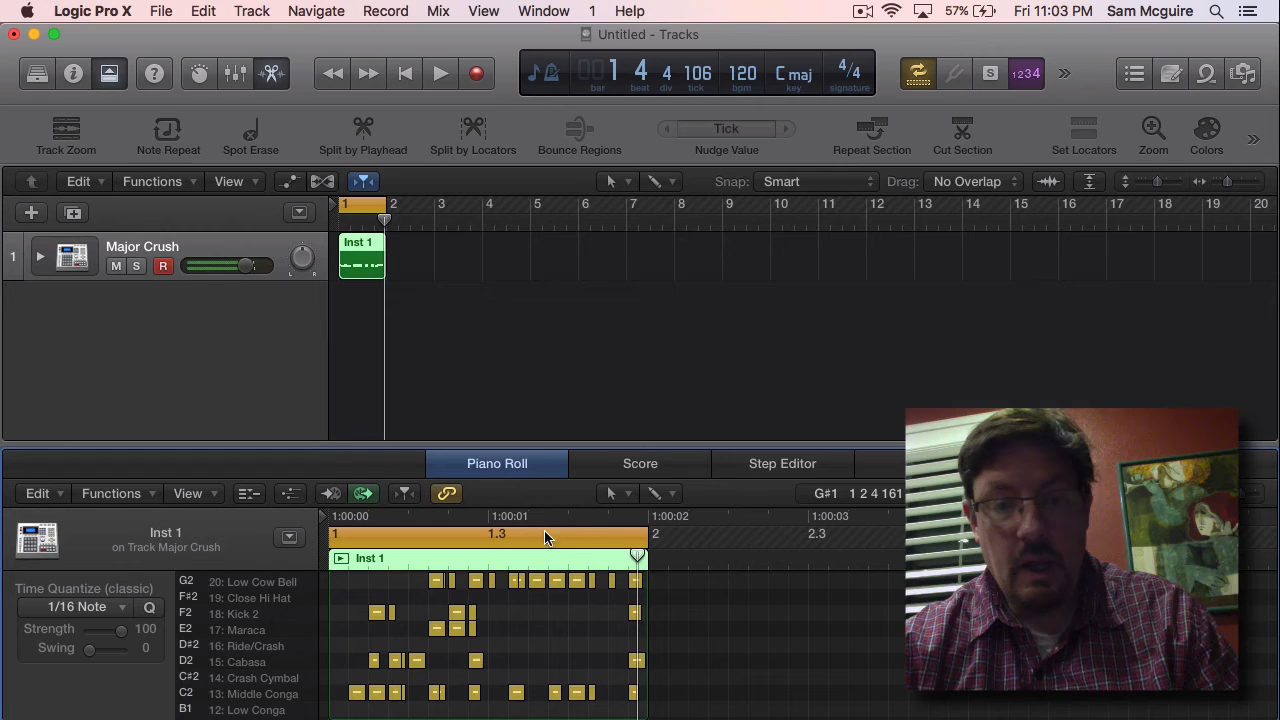 Logic Pro X File Edit Track Navigate Record Mix View Window 1 Help 57% Fri 11:03 PM Sam Mcguire
Untitled - Tracks
00 1 4 4 106 120 C maj 4/4
bar beat div tick bpm key signature
S 1234
Track Zoom Note Repeat Spot Erase Split by Playhead Split by Locators Bounce Regions Tick Nudge Value Repeat Section Cut Section Set Locators Zoom Colors
Edit Functions View Snap: Smart Drag: No Overlap
1 2 3 4 5 6 7 8 9 10 11 12 13 14 15 16 17 18 19 20
1 Major Crush
M S R L R
Inst 1
Piano Roll Score Step Editor
Edit Functions View G#1 1 2 4 161
1:00:00 1:00:01 1:00:02 1:00:03
1 1.3 2 2.3
Inst 1
on Track Major Crush
Inst 1
Time Quantize (classic)
1/16 Note Q
Strength 100
Swing 0
G2 20: Low Cow Bell
F#2 19: Close Hi Hat
F2 18: Kick 2
E2 17: Maraca
D#2 16: Ride/Crash
D2 15: Cabasa
C#2 14: Crash Cymbal
C2 13: Middle Conga
B1 12: Low Conga